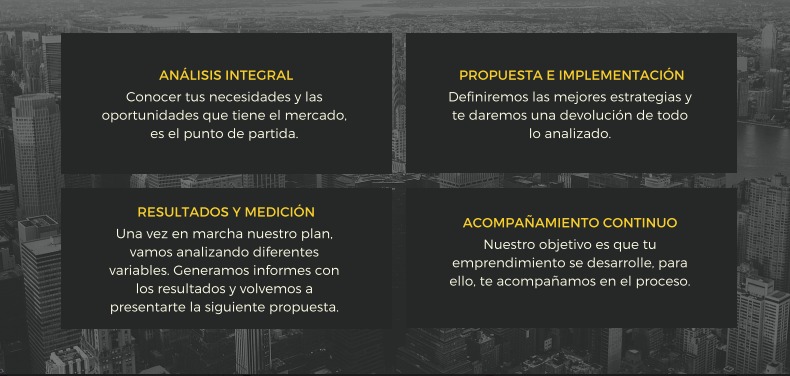 ANÁLISIS INTEGRAL
Conocer tus necesidades y las
oportunidades que tiene el mercado,
es el punto de partida.
PROPUESTA E IMPLEMENTACIÓN
Definiremos las mejores estrategias y
te daremos una devolución de todo
lo analizado.
RESULTADOS Y MEDICIÓN
Una vez en marcha nuestro plan,
vamos analizando diferentes
variables. Generamos informes con
los resultados y volvemos a
presentarte la siguiente propuesta.
ACOMPAÑAMIENTO CONTINUO
Nuestro objetivo es que tu
emprendimiento se desarrolle, para
ello, te acompañamos en el proceso.